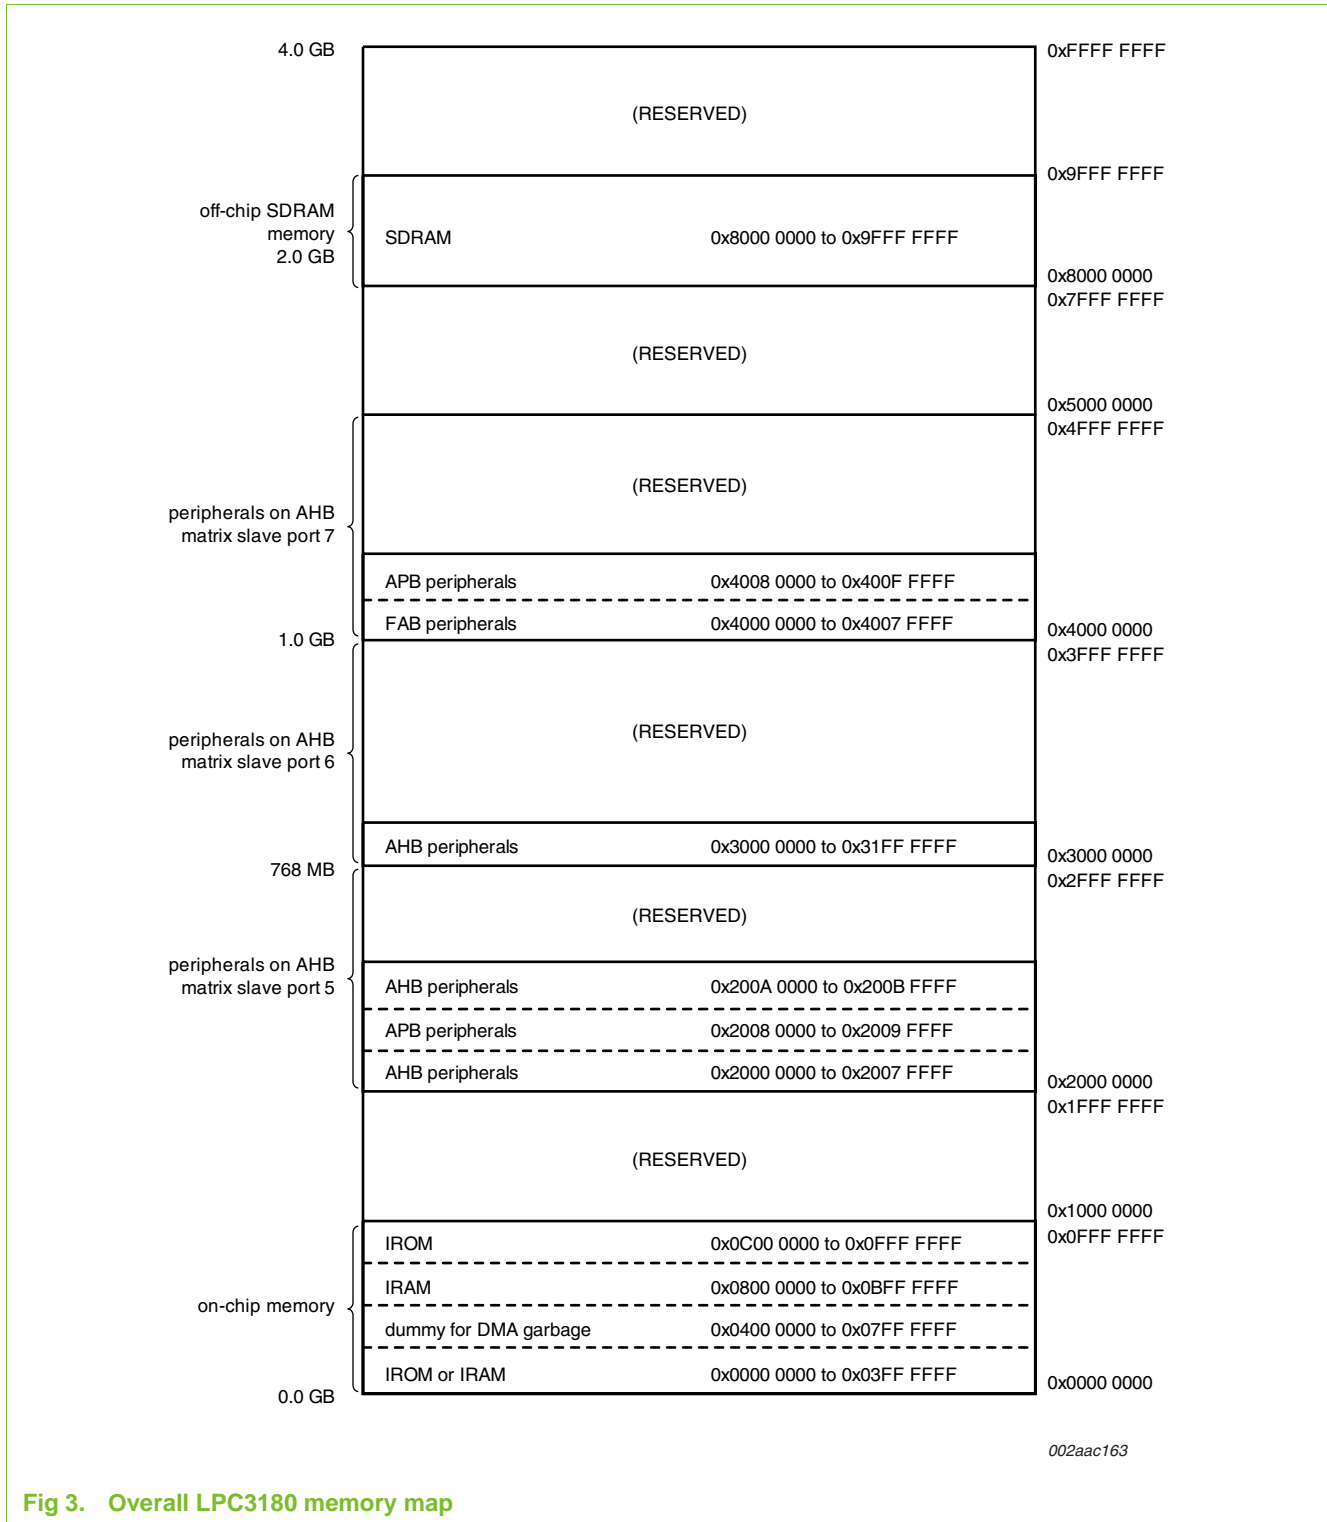 4.0 GB
0xFFFF FFFF
(RESERVED)
0x9FFF FFFF
off-chip SDRAM
memory
2.0 GB
SDRAM 0x8000 0000 to 0x9FFF FFFF
0x8000 0000
0x7FFF FFFF
(RESERVED)
0x5000 0000
0x4FFF FFFF
(RESERVED)
peripherals on AHB
matrix slave port 7
APB peripherals 0x4008 0000 to 0x400F FFFF
FAB peripherals 0x4000 0000 to 0x4007 FFFF
0x4000 0000
1.0 GB
0x3FFF FFFF
(RESERVED)
peripherals on AHB
matrix slave port 6
AHB peripherals 0x3000 0000 to 0x31FF FFFF
0x3000 0000
768 MB
0x2FFF FFFF
(RESERVED)
peripherals on AHB
matrix slave port 5
AHB peripherals 0x200A 0000 to 0x200B FFFF
APB peripherals 0x2008 0000 to 0x2009 FFFF
AHB peripherals 0x2000 0000 to 0x2007 FFFF
0x2000 0000
0x1FFF FFFF
(RESERVED)
0x1000 0000
0x0FFF FFFF
IROM 0x0C00 0000 to 0x0FFF FFFF
IRAM 0x0800 0000 to 0x0BFF FFFF
on-chip memory
dummy for DMA garbage 0x0400 0000 to 0x07FF FFFF
IROM or IRAM 0x0000 0000 to 0x03FF FFFF
0x0000 0000
0.0 GB
002aac163
Fig 3. Overall LPC3180 memory map